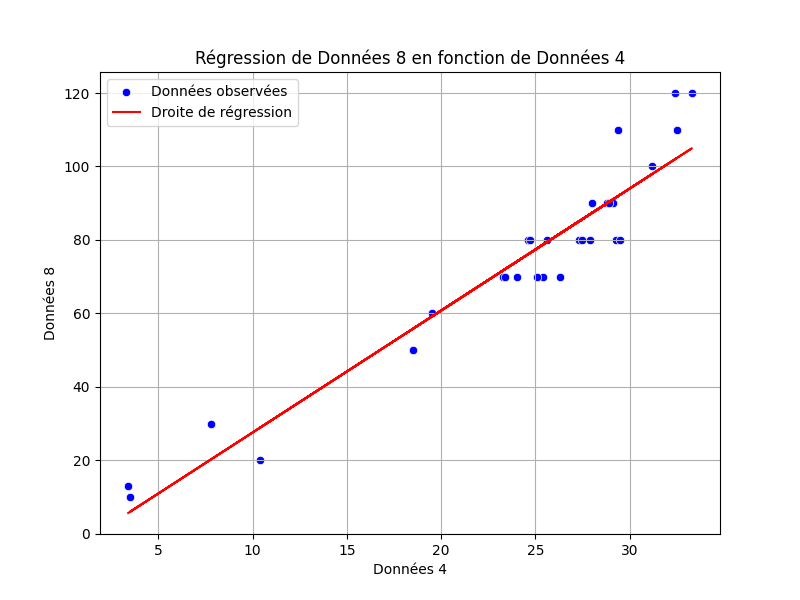 Régression de Données 8 en fonction de Données 4
Données observées
Droite de régression
120
100
80
60
40
20
0
Données 8
5 10 15 20 25 30
Données 4